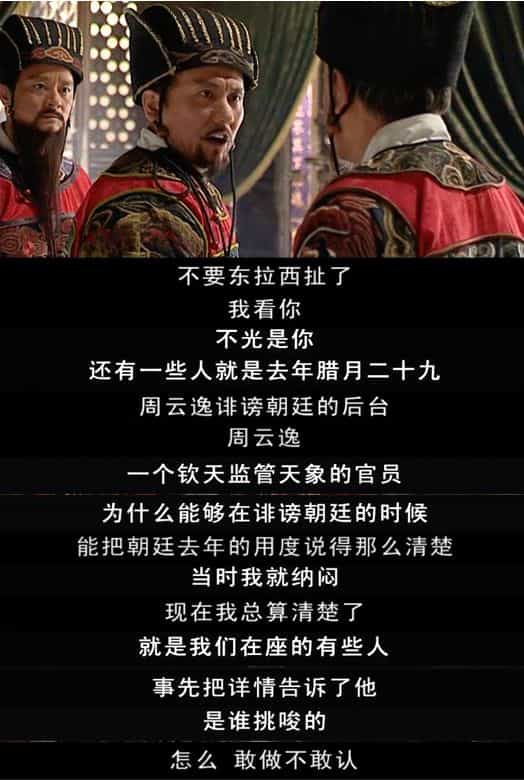 不要东拉西扯了
我看你
不光是你
还有一些人就是去年腊月二十九
周云逸诽谤朝廷的后台
周云逸
一个钦天监管天象的官员
为什么能够在诽谤朝廷的时候
能把朝廷去年的用度说得那么清楚
当时我就纳闷
现在我总算清楚了
就是我们在座的有些人
事先把详情告诉了他
是谁挑唆的
怎么 敢做不敢认